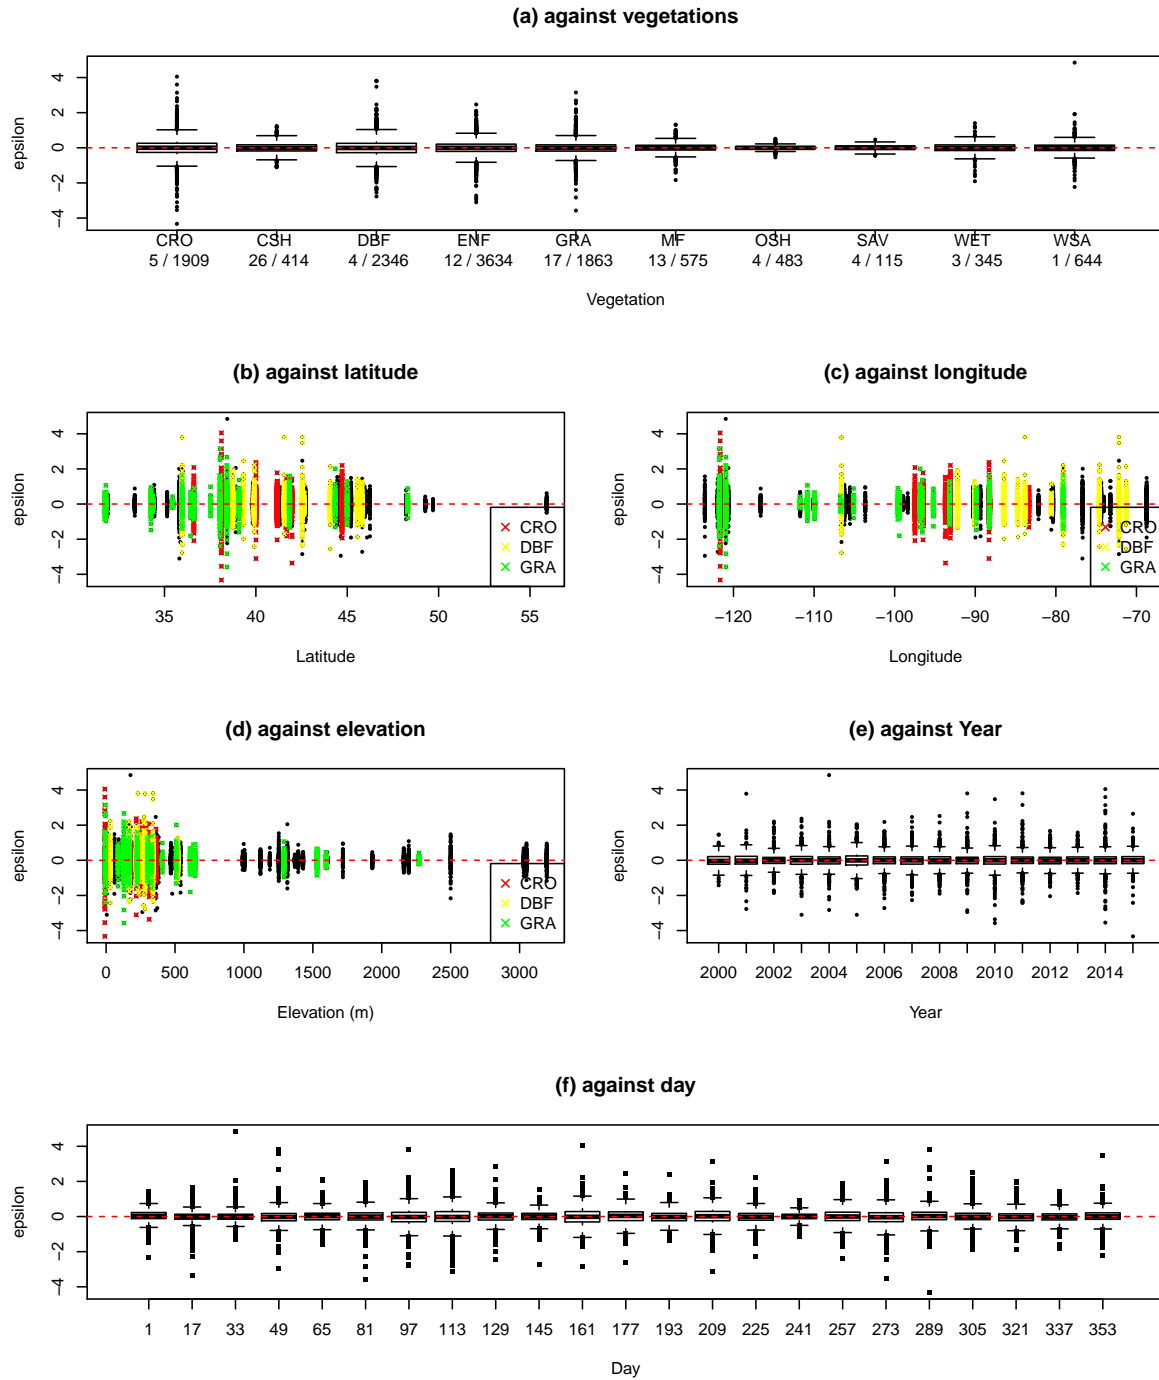 (a) against vegetations
epsilon
4
2
0
−2
−4
CRO CSH DBF ENF GRA MF OSH SAV WET WSA
5 / 1909 26 / 414 4 / 2346 12 / 3634 17 / 1863 13 / 575 4 / 483 4 / 115 3 / 345 1 / 644
Vegetation
(b) against latitude
epsilon
4
2
0
−2
−4
CRO
DBF
GRA
35 40 45 50 55
Latitude
(c) against longitude
epsilon
4
2
0
−2
−4
CRO
DBF
GRA
−120 −110 −100 −90 −80 −70
Longitude
(d) against elevation
epsilon
4
2
0
−2
−4
CRO
DBF
GRA
0 500 1000 1500 2000 2500 3000
Elevation (m)
(e) against Year
epsilon
4
2
0
−2
−4
2000 2002 2004 2006 2008 2010 2012 2014
Year
(f) against day
epsilon
4
2
0
−2
−4
1 17 33 49 65 81 97 113 129 145 161 177 193 209 225 241 257 273 289 305 321 337 353
Day